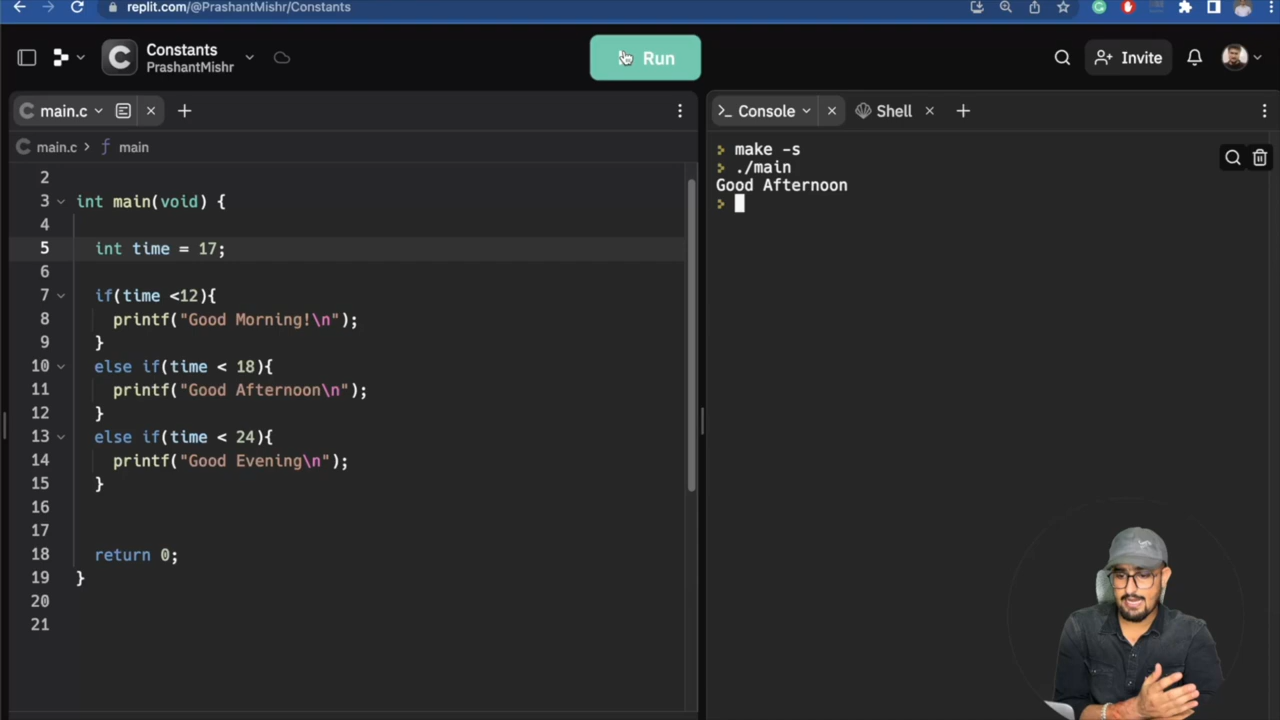 replit.com/@PrashantMishr/Constants
Constants
PrashantMishr
Run
Invite
main.c
Console
Shell
main.c > main
2
3 int main(void) {
4
5 int time = 17;
6
7 if(time <12){
8 printf("Good Morning!\n");
9 }
10 else if(time < 18){
11 printf("Good Afternoon\n");
12 }
13 else if(time < 24){
14 printf("Good Evening\n");
15 }
16
17
18 return 0;
19 }
20
21
> make -s
> ./main
Good Afternoon
>